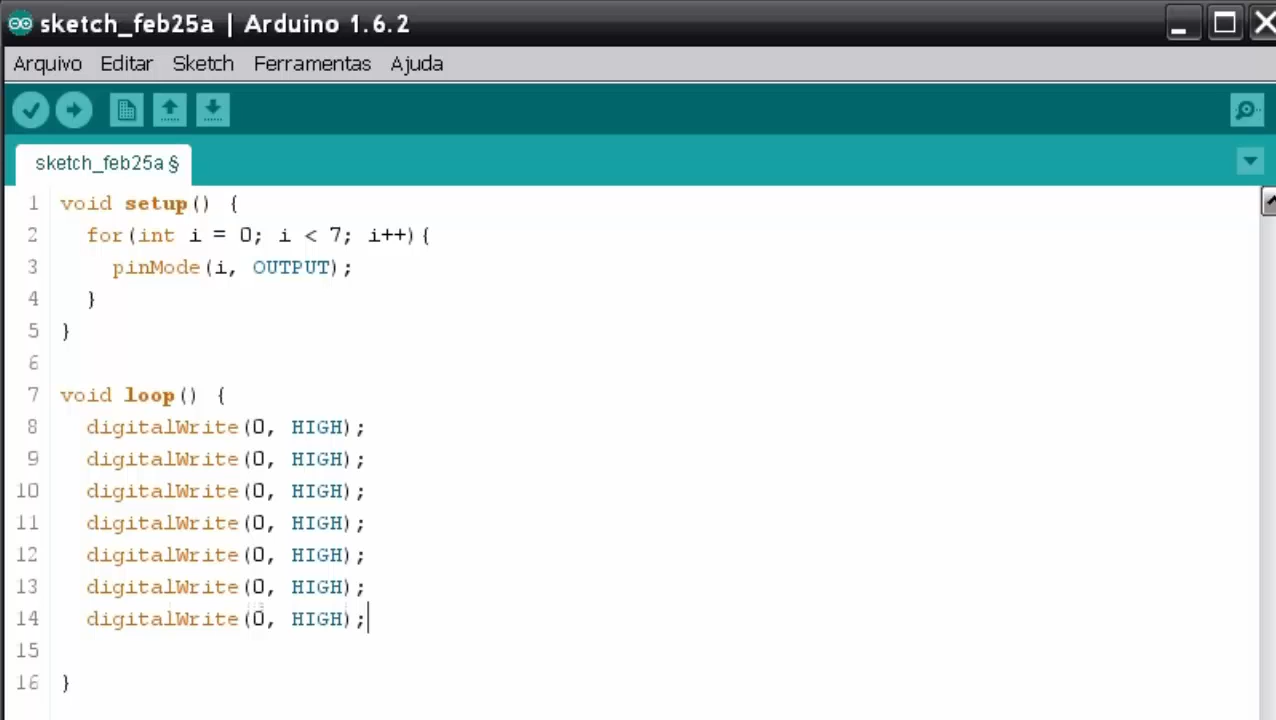 sketch_feb25a | Arduino 1.6.2
Arquivo Editar Sketch Ferramentas Ajuda
sketch_feb25a §
1 void setup() {
2   for(int i = 0; i < 7; i++){
3     pinMode(i, OUTPUT);
4   }
5 }
6
7 void loop() {
8   digitalWrite(0, HIGH);
9   digitalWrite(0, HIGH);
10   digitalWrite(0, HIGH);
11   digitalWrite(0, HIGH);
12   digitalWrite(0, HIGH);
13   digitalWrite(0, HIGH);
14   digitalWrite(0, HIGH);
15
16 }